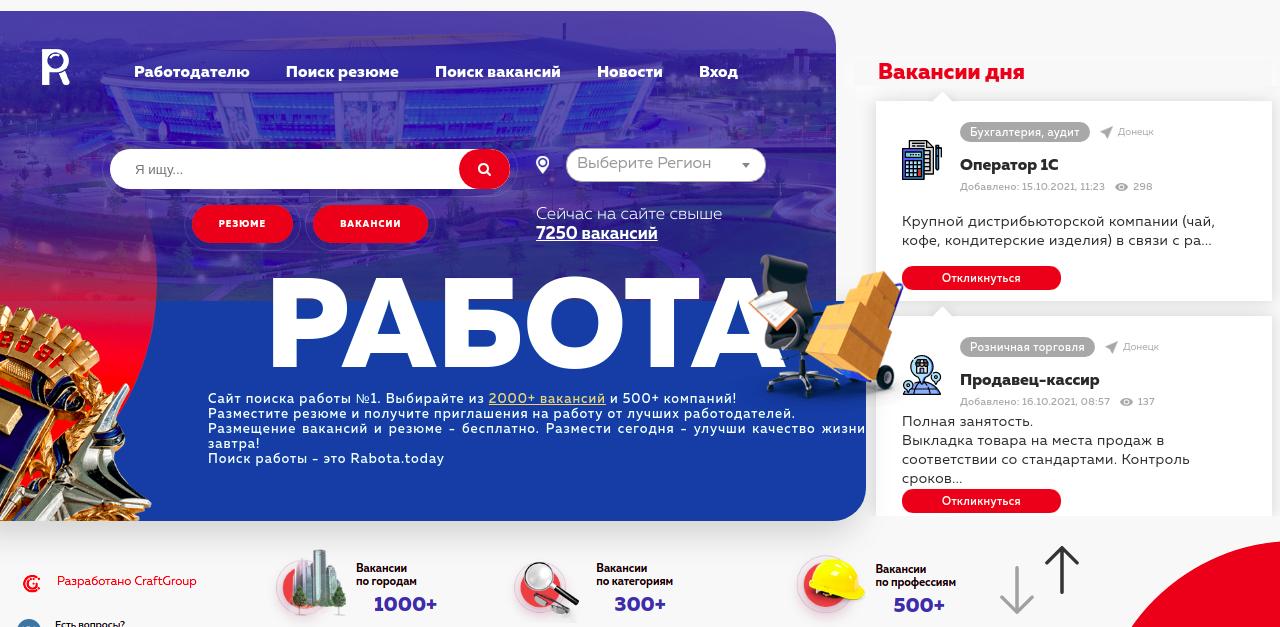 R
Работодателю Поиск резюме Поиск вакансий Новости Вход
Я ищу...
Выберите Регион
РЕЗЮМЕ
ВАКАНСИИ
Сейчас на сайте свыше
7250 вакансий
РАБОТА
Сайт поиска работы №1. Выбирайте из 2000+ вакансий и 500+ компаний!
Разместите резюме и получите приглашения на работу от лучших работодателей.
Размещение вакансий и резюме - бесплатно. Размести сегодня - улучши качество жизни
завтра!
Поиск работы - это Rabota.today
Вакансии дня
Бухгалтерия, аудит Донецк
Оператор 1С
Добавлено: 15.10.2021, 11:23 298
Крупной дистрибьюторской компании (чай,
кофе, кондитерские изделия) в связи с ра...
Откликнуться
Розничная торговля Донецк
Продавец-кассир
Добавлено: 16.10.2021, 08:57 137
Полная занятость.
Выкладка товара на места продаж в
соответствии со стандартами. Контроль
сроков...
Откликнуться
Разработано CraftGroup
Есть вопросы?
Вакансии
по городам
1000+
Вакансии
по категориям
300+
Вакансии
по профессиям
500+